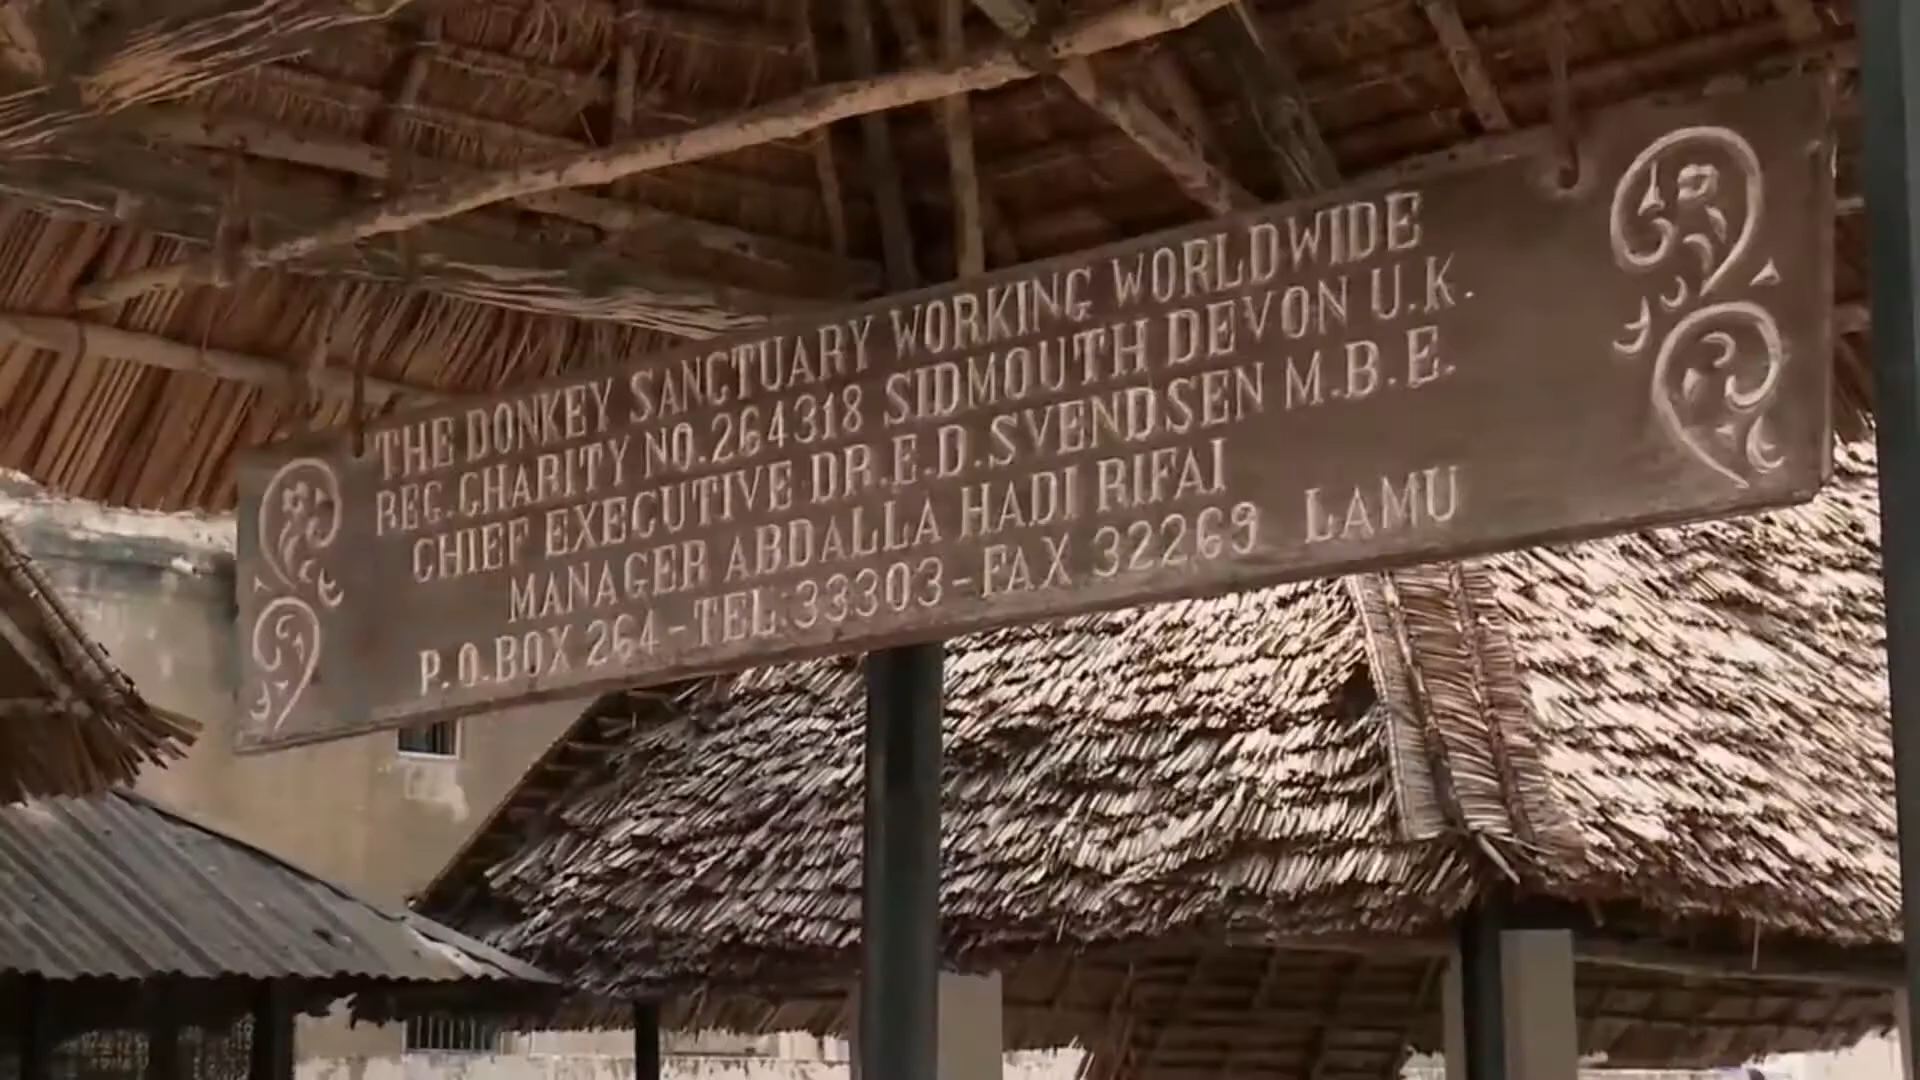 THE DONKEY SANCTUARY WORKING WORLDWIDE
REG.CHARITY NO.264318 SIDMOUTH DEVON U.K.
CHIEF EXECUTIVE DR.E.D.SVENDSEN M.B.E.
MANAGER ABDALLA HADI RIFAI
P.O.BOX 264-TEL:33303-FAX 32269 LAMU